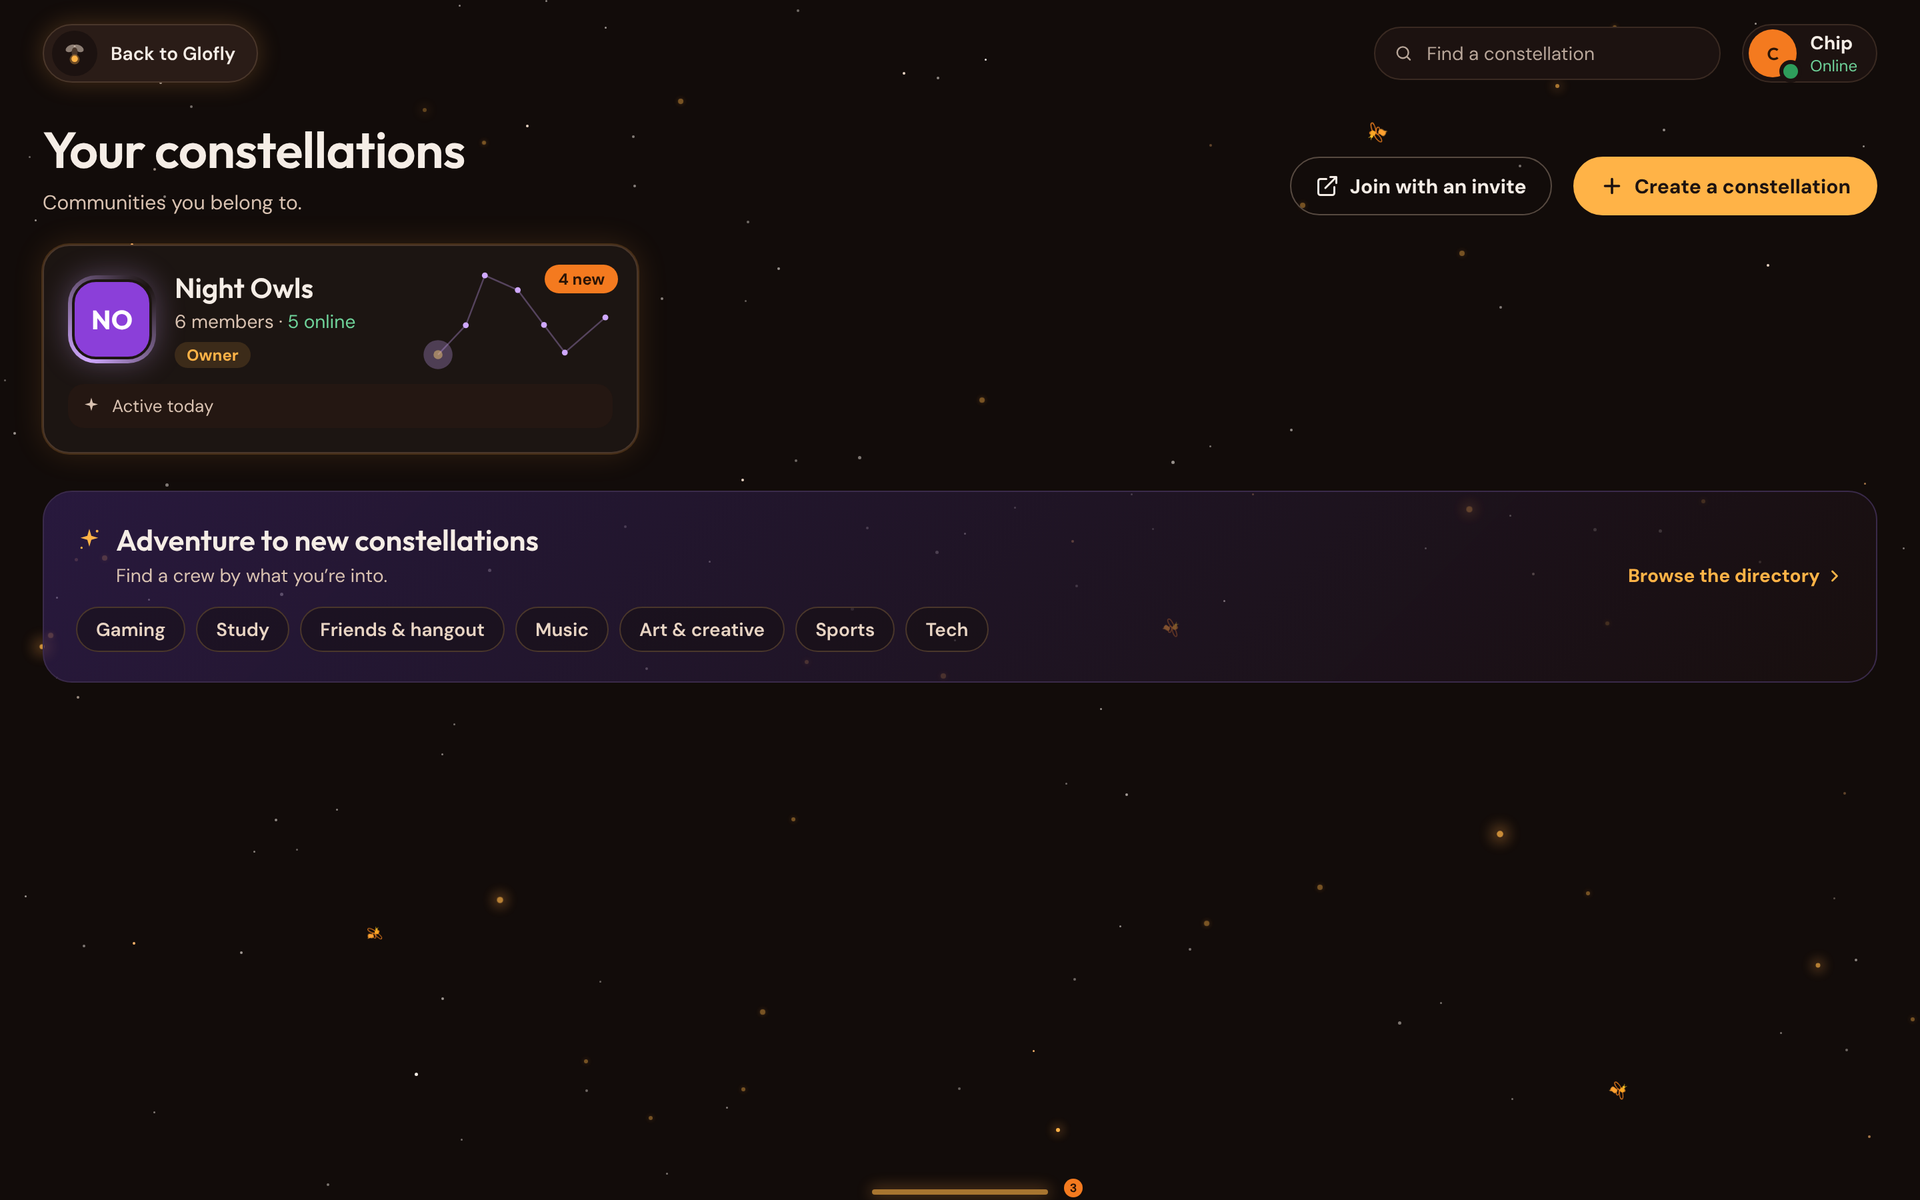 Back to Glofly
Find a constellation
C
Chip
Online
Your constellations
Communities you belong to.
Join with an invite
Create a constellation
NO
Night Owls
4 new
6 members · 5 online
Owner
Active today
Adventure to new constellations
Find a crew by what you’re into.
Browse the directory
Gaming
Study
Friends & hangout
Music
Art & creative
Sports
Tech
3